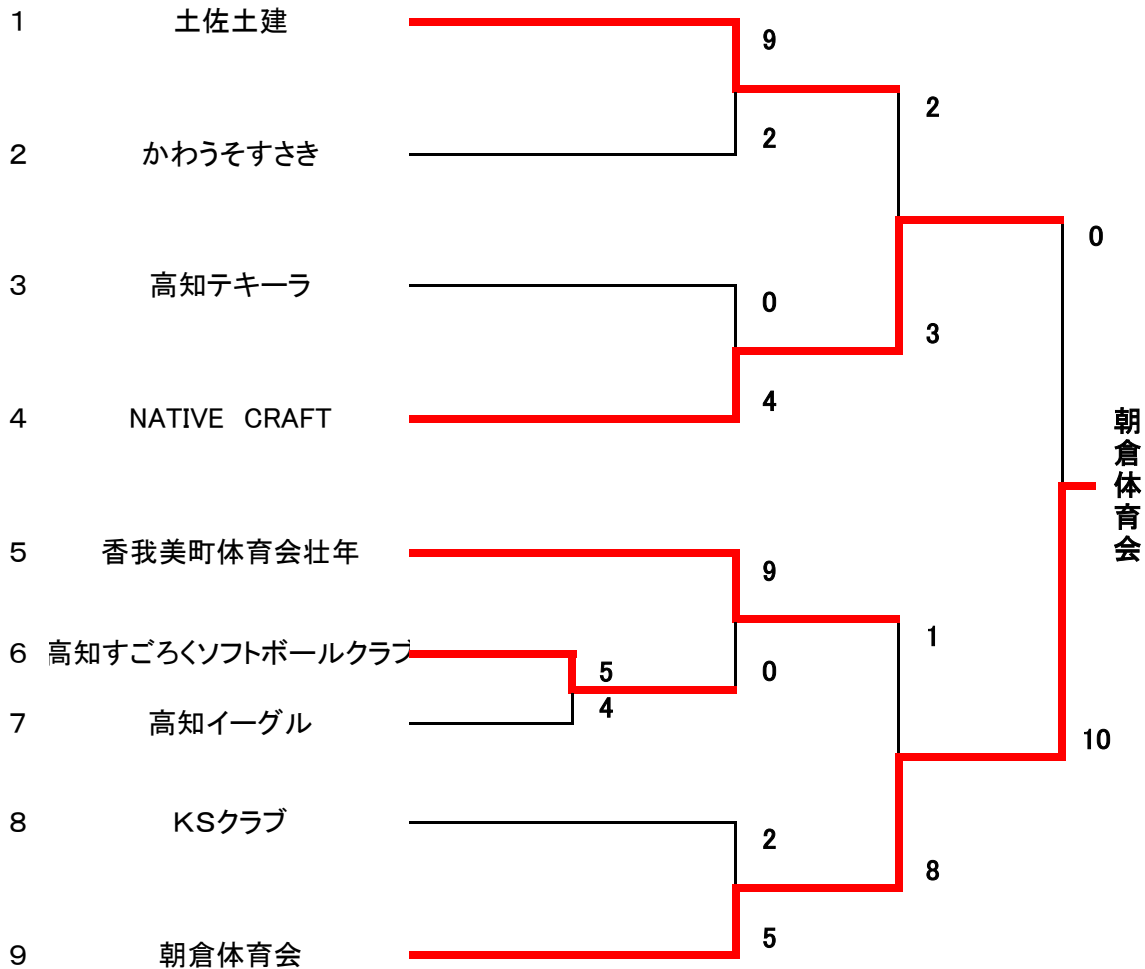 1 土佐土建
9
2
2
2 かわうそすさき
0
3 高知テキーラ
0
3
4
4 NATIVE CRAFT
朝倉体育会
5 香我美町体育会壮年
9
1
6 高知すごろくソフトボールクラブ
5
0
4
7 高知イーグル
10
8 KSクラブ
2
8
5
9 朝倉体育会